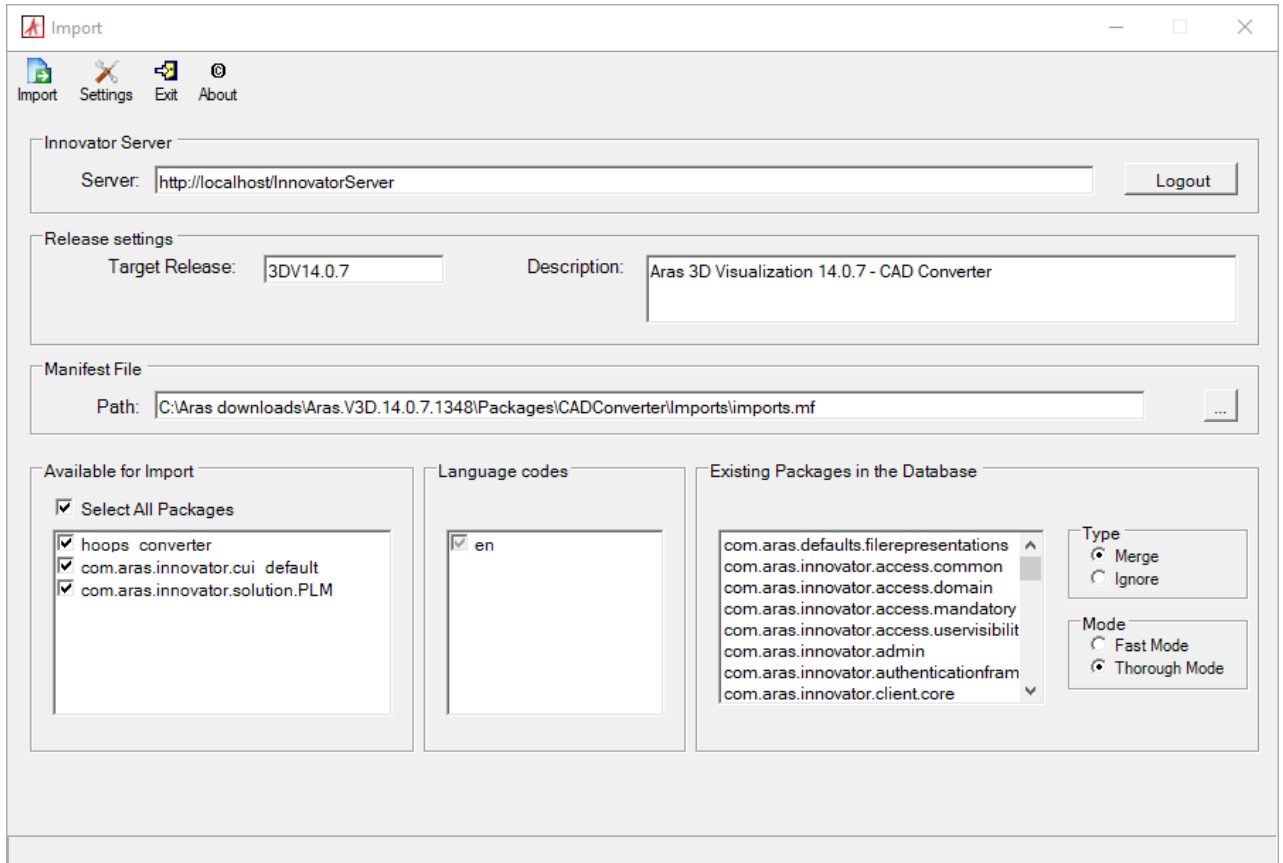 Import
Import Settings Exit About
Innovator Server
Server: http://localhost/InnovatorServer Logout
Release settings
Target Release: 3DV14.0.7 Description: Aras 3D Visualization 14.0.7 - CAD Converter
Manifest File
Path: C:\Aras downloads\Aras.V3D.14.0.7.1348\Packages\CADConverter\Imports\imports.mf ...
Available for Import
Select All Packages
hoops_converter
com.aras.innovator.cui_default
com.aras.innovator.solution.PLM
Language codes
en
Existing Packages in the Database
com.aras.defaults.filerepresentations
com.aras.innovator.access.common
com.aras.innovator.access.domain
com.aras.innovator.access.mandatory
com.aras.innovator.access.uservisibilit
com.aras.innovator.admin
com.aras.innovator.authenticationfram
com.aras.innovator.client.core
Type
Merge
Ignore
Mode
Fast Mode
Thorough Mode